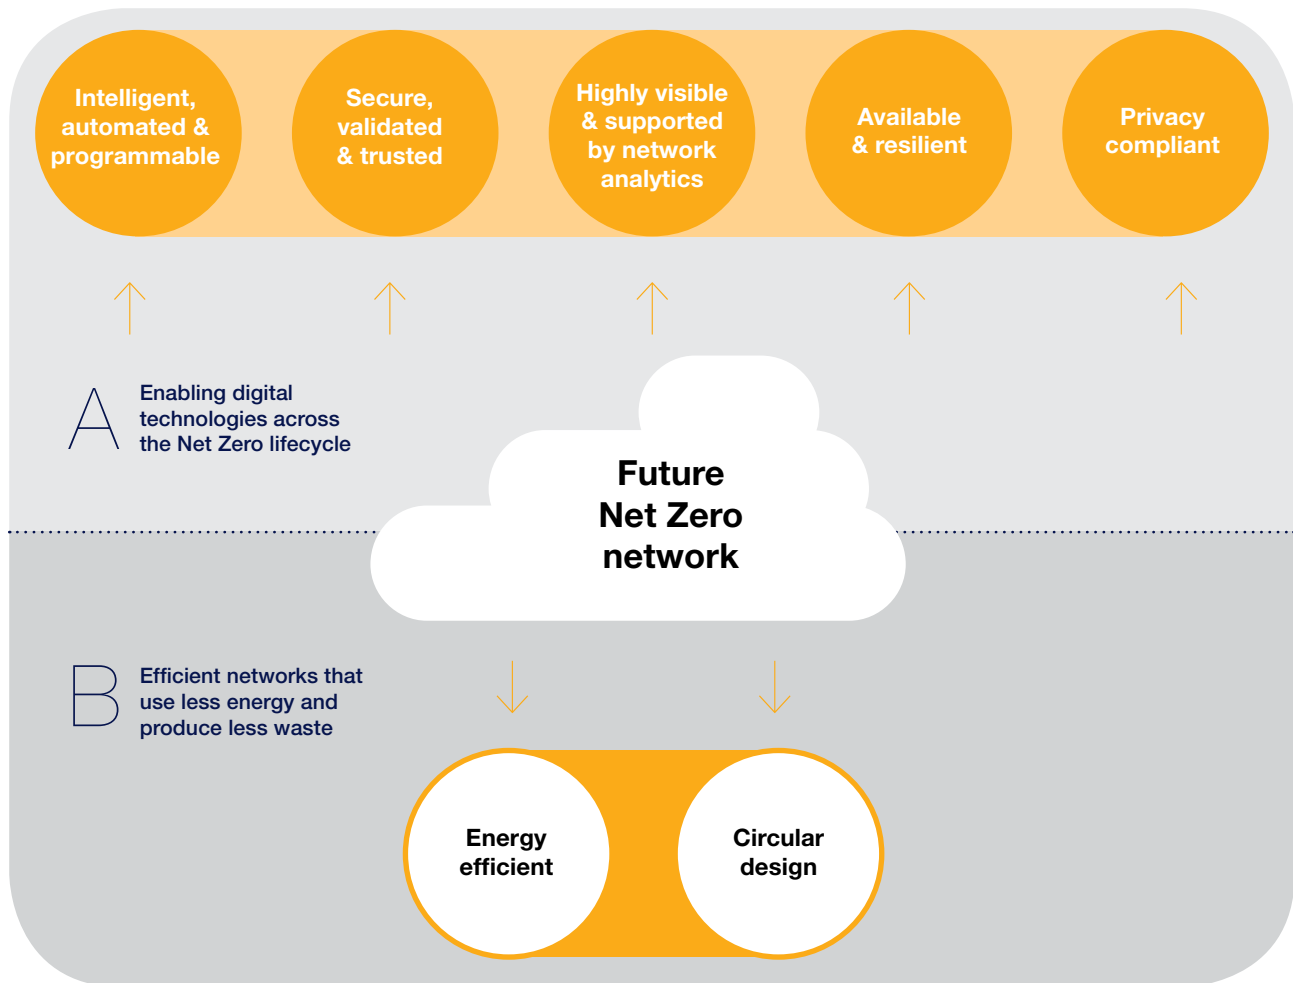 Intelligent,
automated &
programmable
Secure,
validated
& trusted
Highly visible
& supported
by network
analytics
Available
& resilient
Privacy
compliant
A
Enabling digital
technologies across
the Net Zero lifecycle
Future
Net Zero
network
B
Efficient networks that
use less energy and
produce less waste
Energy
efficient
Circular
design